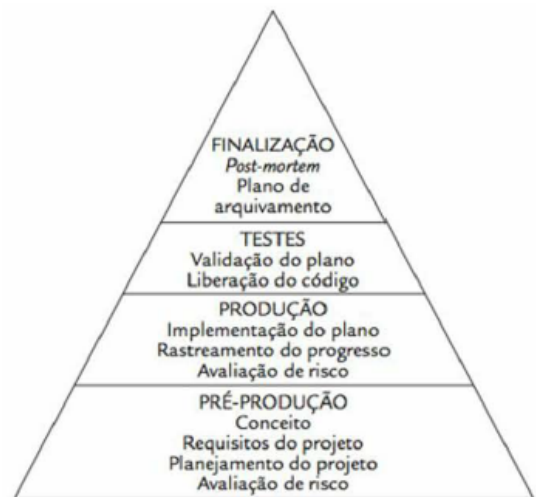 FINALIZAÇÃO
Post-mortem
Plano de
arquivamento
TESTES
Validação do plano
Liberação do código
PRODUÇÃO
Implementação do plano
Rastreamento do progresso
Avaliação de risco
PRÉ-PRODUÇÃO
Conceito
Requisitos do projeto
Planejamento do projeto
Avaliação de risco